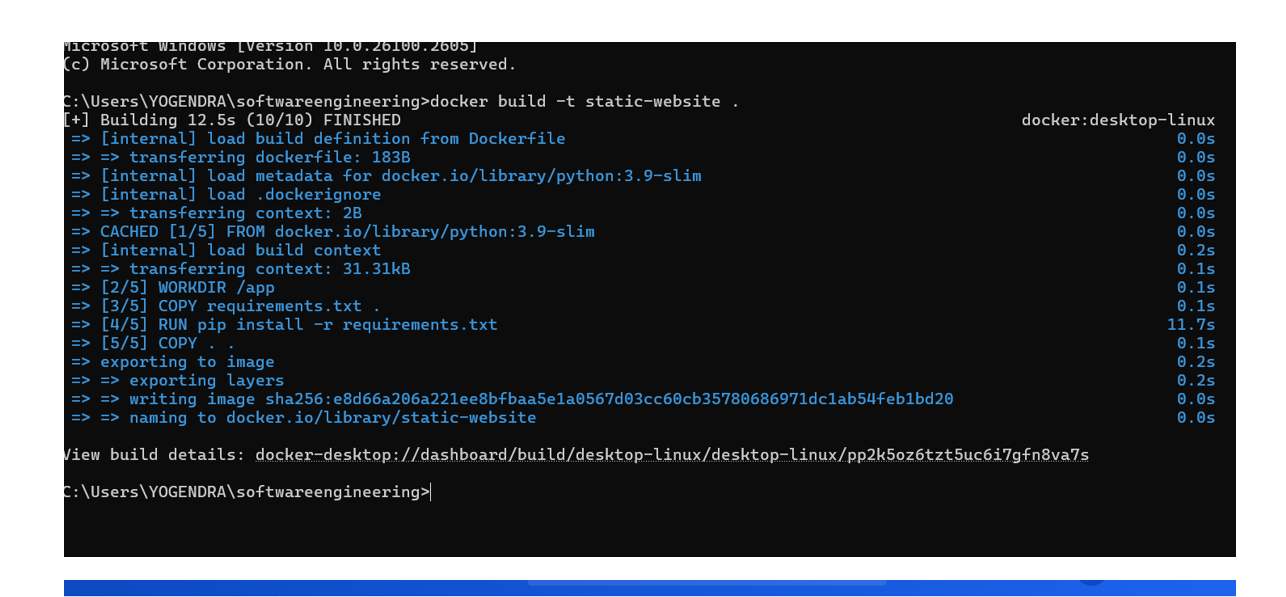 Microsoft Windows [Version 10.0.26100.2605]
(c) Microsoft Corporation. All rights reserved.
C:\Users\YOGENDRA\softwareengineering>docker build -t static-website .
[+] Building 12.5s (10/10) FINISHED docker:desktop-linux
=> [internal] load build definition from Dockerfile 0.0s
=> => transferring dockerfile: 183B 0.0s
=> [internal] load metadata for docker.io/library/python:3.9-slim 0.0s
=> [internal] load .dockerignore 0.0s
=> => transferring context: 2B 0.0s
=> CACHED [1/5] FROM docker.io/library/python:3.9-slim 0.0s
=> [internal] load build context 0.2s
=> => transferring context: 31.31kB 0.1s
=> [2/5] WORKDIR /app 0.1s
=> [3/5] COPY requirements.txt . 0.1s
=> [4/5] RUN pip install -r requirements.txt 11.7s
=> [5/5] COPY . . 0.1s
=> exporting to image 0.2s
=> => exporting layers 0.2s
=> => writing image sha256:e8d66a206a221ee8bfbaa5e1a0567d03cc60cb35780686971dc1ab54feb1bd20 0.0s
=> => naming to docker.io/library/static-website 0.0s
View build details: docker-desktop://dashboard/build/desktop-linux/desktop-linux/pp2k5oz6tzt5uc6i7gfn8va7s
C:\Users\YOGENDRA\softwareengineering>